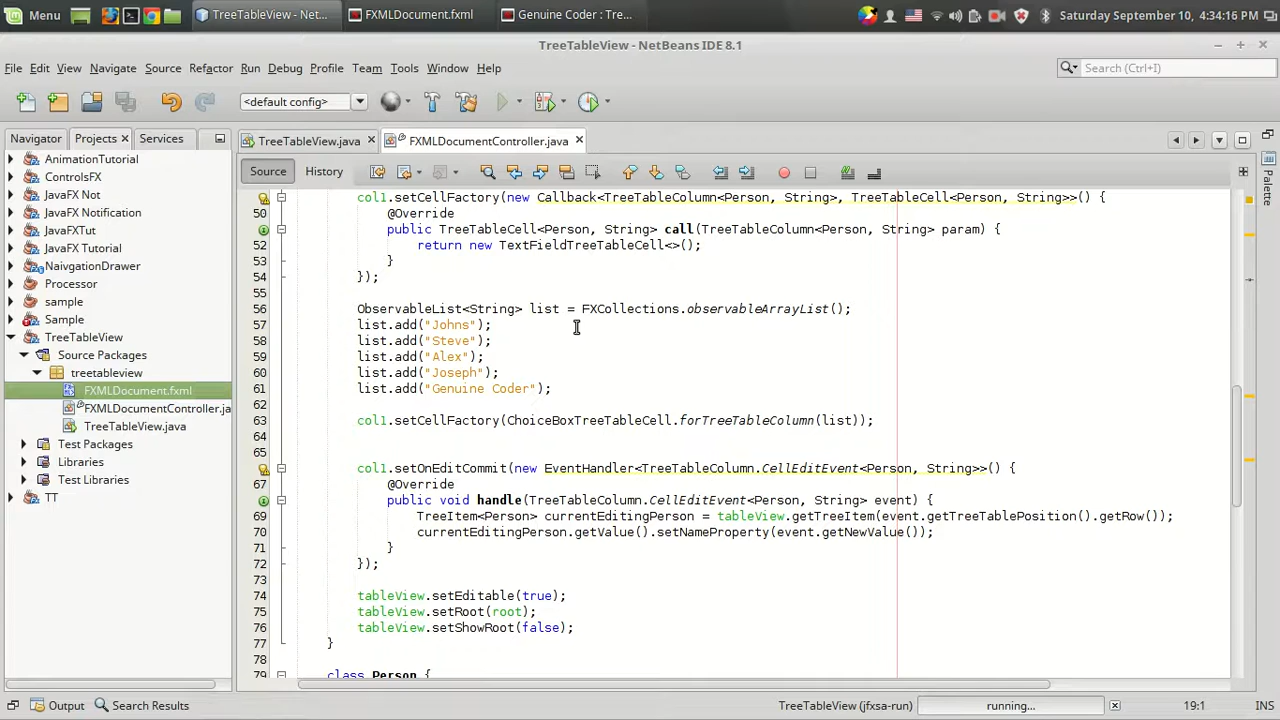 Menu
TreeTableView - Net...
FXMLDocument.fxml
Genuine Coder : Tre...
Saturday September 10, 4:34:16 PM
TreeTableView - NetBeans IDE 8.1
File Edit View Navigate Source Refactor Run Debug Profile Team Tools Window Help
Search (Ctrl+I)
<default config>
Navigator Projects Services
TreeTableView.java
FXMLDocumentController.java
Source History
Palette
AnimationTutorial
ControlsFX
JavaFX Not
JavaFX Notification
JavaFXTut
JavaFX Tutorial
NaivgationDrawer
Processor
sample
Sample
TreeTableView
Source Packages
treetableview
FXMLDocument.fxml
FXMLDocumentController.ja
TreeTableView.java
Test Packages
Libraries
Test Libraries
TT
col1.setCellFactory(new Callback<TreeTableColumn<Person, String>, TreeTableCell<Person, String>>() {
50 @Override
public TreeTableCell<Person, String> call(TreeTableColumn<Person, String> param) {
52 return new TextFieldTreeTableCell<>();
53 }
54 });
55
56 ObservableList<String> list = FXCollections.observableArrayList();
57 list.add("Johns");
58 list.add("Steve");
59 list.add("Alex");
60 list.add("Joseph");
61 list.add("Genuine Coder");
62
63 col1.setCellFactory(ChoiceBoxTreeTableCell.forTreeTableColumn(list));
64
65
col1.setOnEditCommit(new EventHandler<TreeTableColumn.CellEditEvent<Person, String>>() {
67 @Override
public void handle(TreeTableColumn.CellEditEvent<Person, String> event) {
69 TreeItem<Person> currentEditingPerson = tableView.getTreeItem(event.getTreeTablePosition().getRow());
70 currentEditingPerson.getValue().setNameProperty(event.getNewValue());
71 }
72 });
73
74 tableView.setEditable(true);
75 tableView.setRoot(root);
76 tableView.setShowRoot(false);
77 }
78
79 class Person {
Output Search Results
TreeTableView (jfxsa-run)
running...
19:1
INS